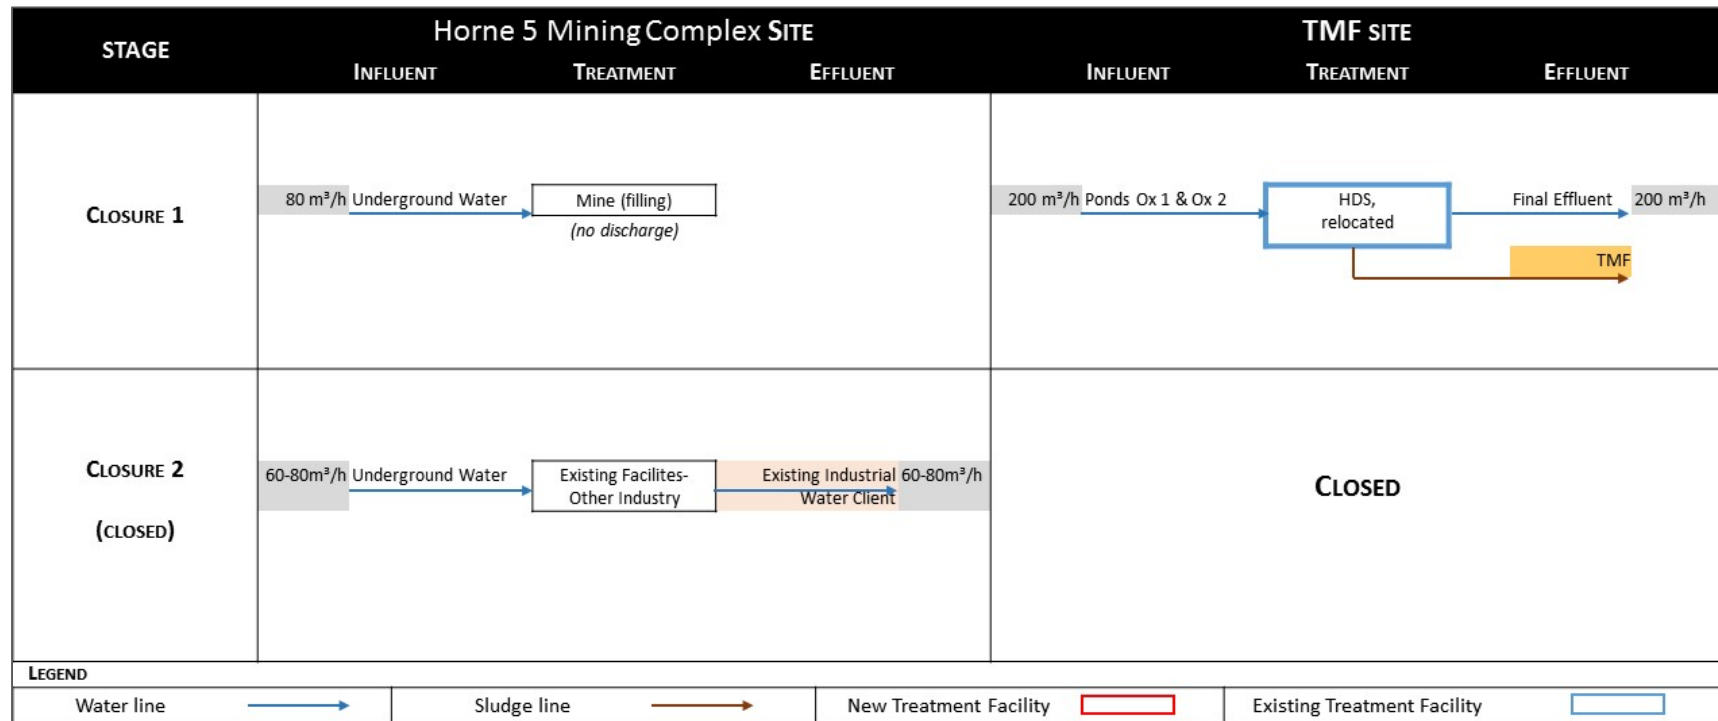 STAGE
Horne 5 Mining Complex SITE
TMF SITE
INFLUENT TREATMENT EFFLUENT
INFLUENT TREATMENT EFFLUENT
CLOSURE 1
80 m³/h Underground Water
Mine (filling)
(no discharge)
200 m³/h Ponds Ox 1 & Ox 2
HDS,
relocated
Final Effluent 200 m³/h
TMF
CLOSURE 2
(CLOSED)
60-80m³/h Underground Water
Existing Facilites-
Other Industry
Existing Industrial 60-80m³/h
Water Client
CLOSED
LEGEND
Water line
Sludge line
New Treatment Facility
Existing Treatment Facility